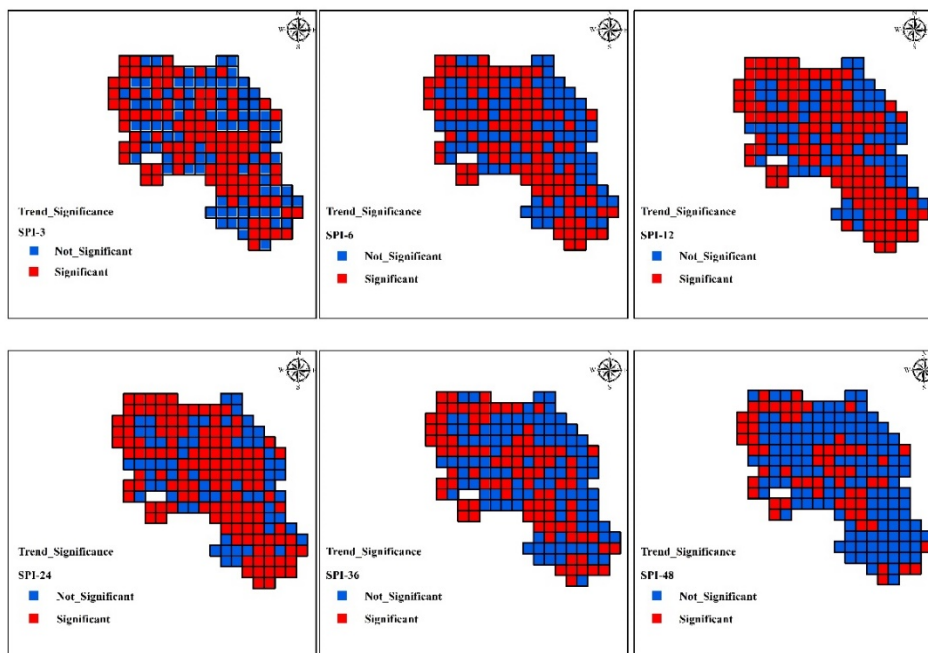 N
W
S
Trend_Significance
SPI-3
Not_Significant
Significant
W
S
Trend_Significance
SPI-6
Not_Significant
Significant
W
S
Trend_Significance
SPI-12
Not_Significant
Significant
N
W
S
Trend_Significance
SPI-24
Not_Significant
Significant
W
S
Trend_Significance
SPI-36
Not_Significant
Significant
W
S
Trend_Significance
SPI-48
Not_Significant
Significant